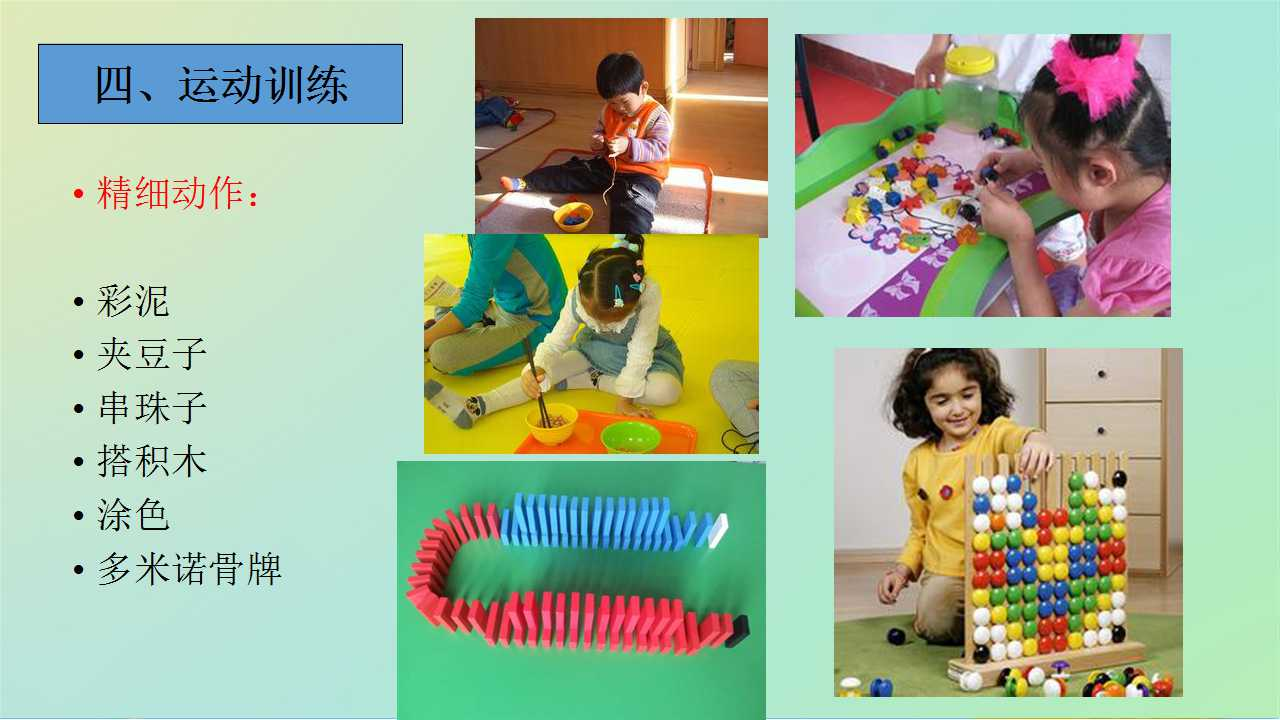 四、运动训练
• 精细动作：
• 彩泥
• 夹豆子
• 串珠子
• 搭积木
• 涂色
• 多米诺骨牌